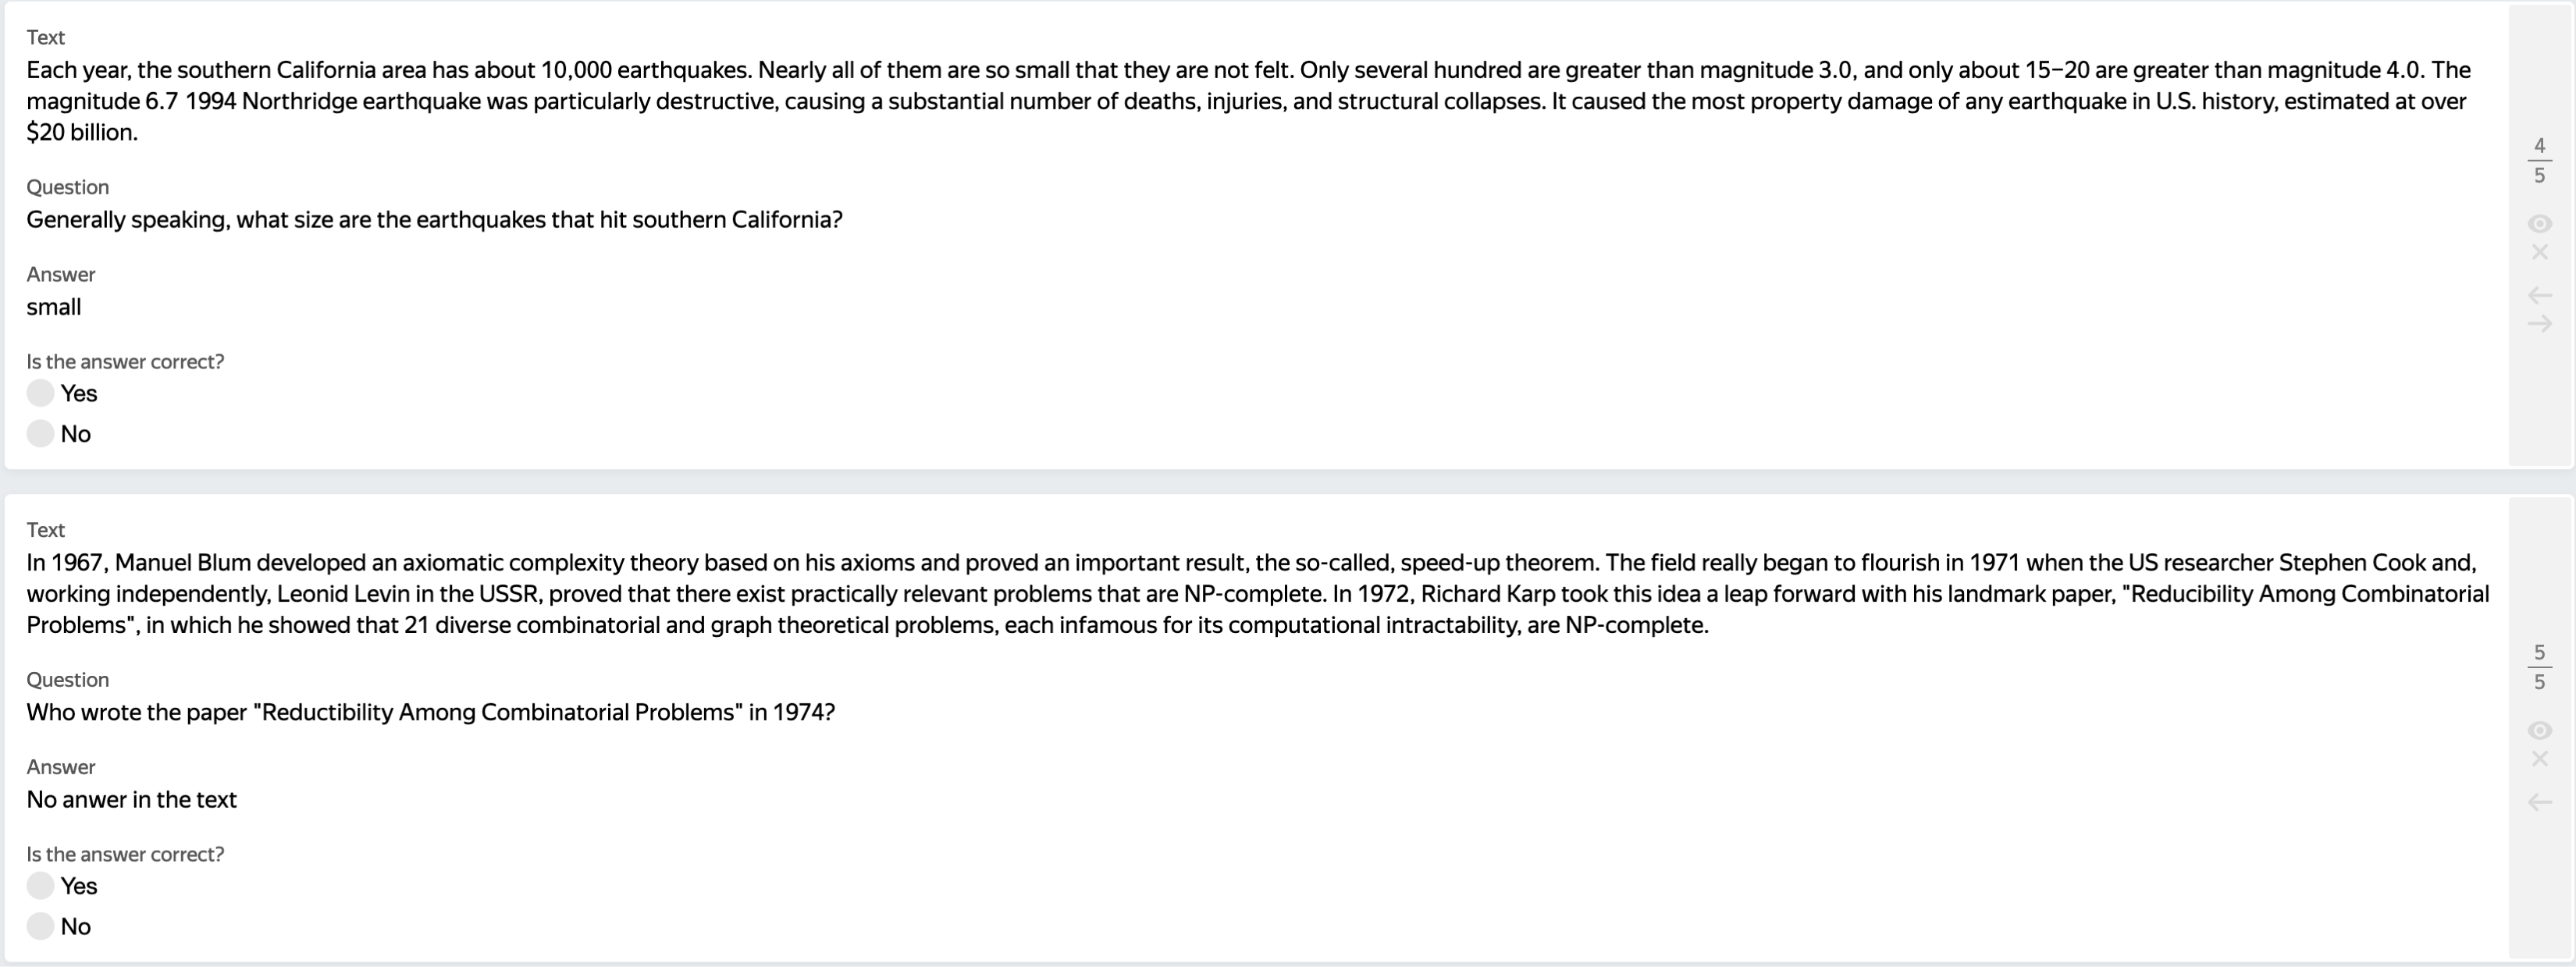 Text
Each year, the southern California area has about 10,000 earthquakes. Nearly all of them are so small that they are not felt. Only several hundred are greater than magnitude 3.0, and only about 15–20 are greater than magnitude 4.0. The
magnitude 6.7 1994 Northridge earthquake was particularly destructive, causing a substantial number of deaths, injuries, and structural collapses. It caused the most property damage of any earthquake in U.S. history, estimated at over
$20 billion.
Question
Generally speaking, what size are the earthquakes that hit southern California?
Answer
small
Is the answer correct?
Yes
No
4
5
Text
In 1967, Manuel Blum developed an axiomatic complexity theory based on his axioms and proved an important result, the so-called, speed-up theorem. The field really began to flourish in 1971 when the US researcher Stephen Cook and,
working independently, Leonid Levin in the USSR, proved that there exist practically relevant problems that are NP-complete. In 1972, Richard Karp took this idea a leap forward with his landmark paper, "Reducibility Among Combinatorial
Problems", in which he showed that 21 diverse combinatorial and graph theoretical problems, each infamous for its computational intractability, are NP-complete.
Question
Who wrote the paper "Reductibility Among Combinatorial Problems" in 1974?
Answer
No anwer in the text
Is the answer correct?
Yes
No
5
5